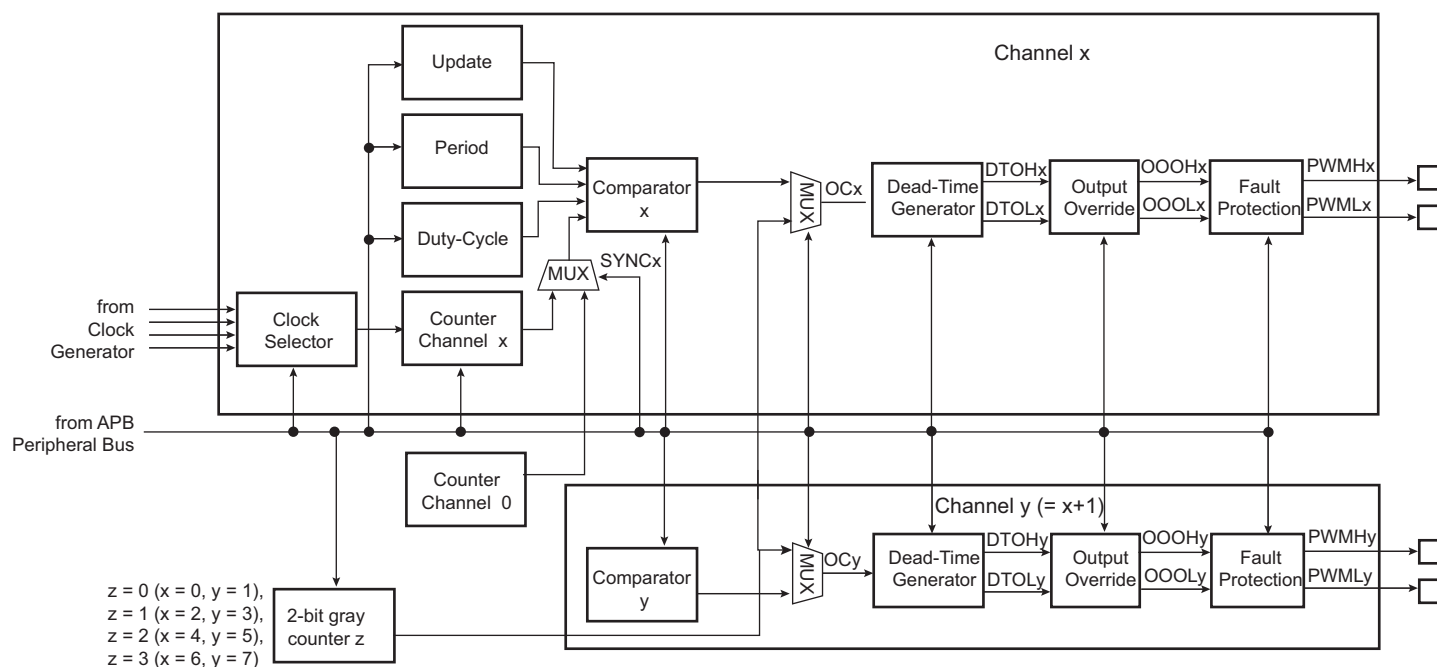 Channel x
Update
Period
Comparator
x
Duty-Cycle
MUX
SYNCx
MUX
OCx
Dead-Time
Generator
DTOHx
DTOLx
Output
Override
OOOHx
OOOLx
Fault
Protection
PWMHx
PWMLx
from
Clock
Generator
Clock
Selector
Counter
Channel x
from APB
Peripheral Bus
Counter
Channel 0
Channel y (= x+1)
Comparator
y
MUX
OCy
Dead-Time
Generator
DTOHy
DTOLy
Output
Override
OOOHy
OOOLy
Fault
Protection
PWMHy
PWMLy
z = 0 (x = 0, y = 1),
z = 1 (x = 2, y = 3),
z = 2 (x = 4, y = 5),
z = 3 (x = 6, y = 7)
2-bit gray
counter z